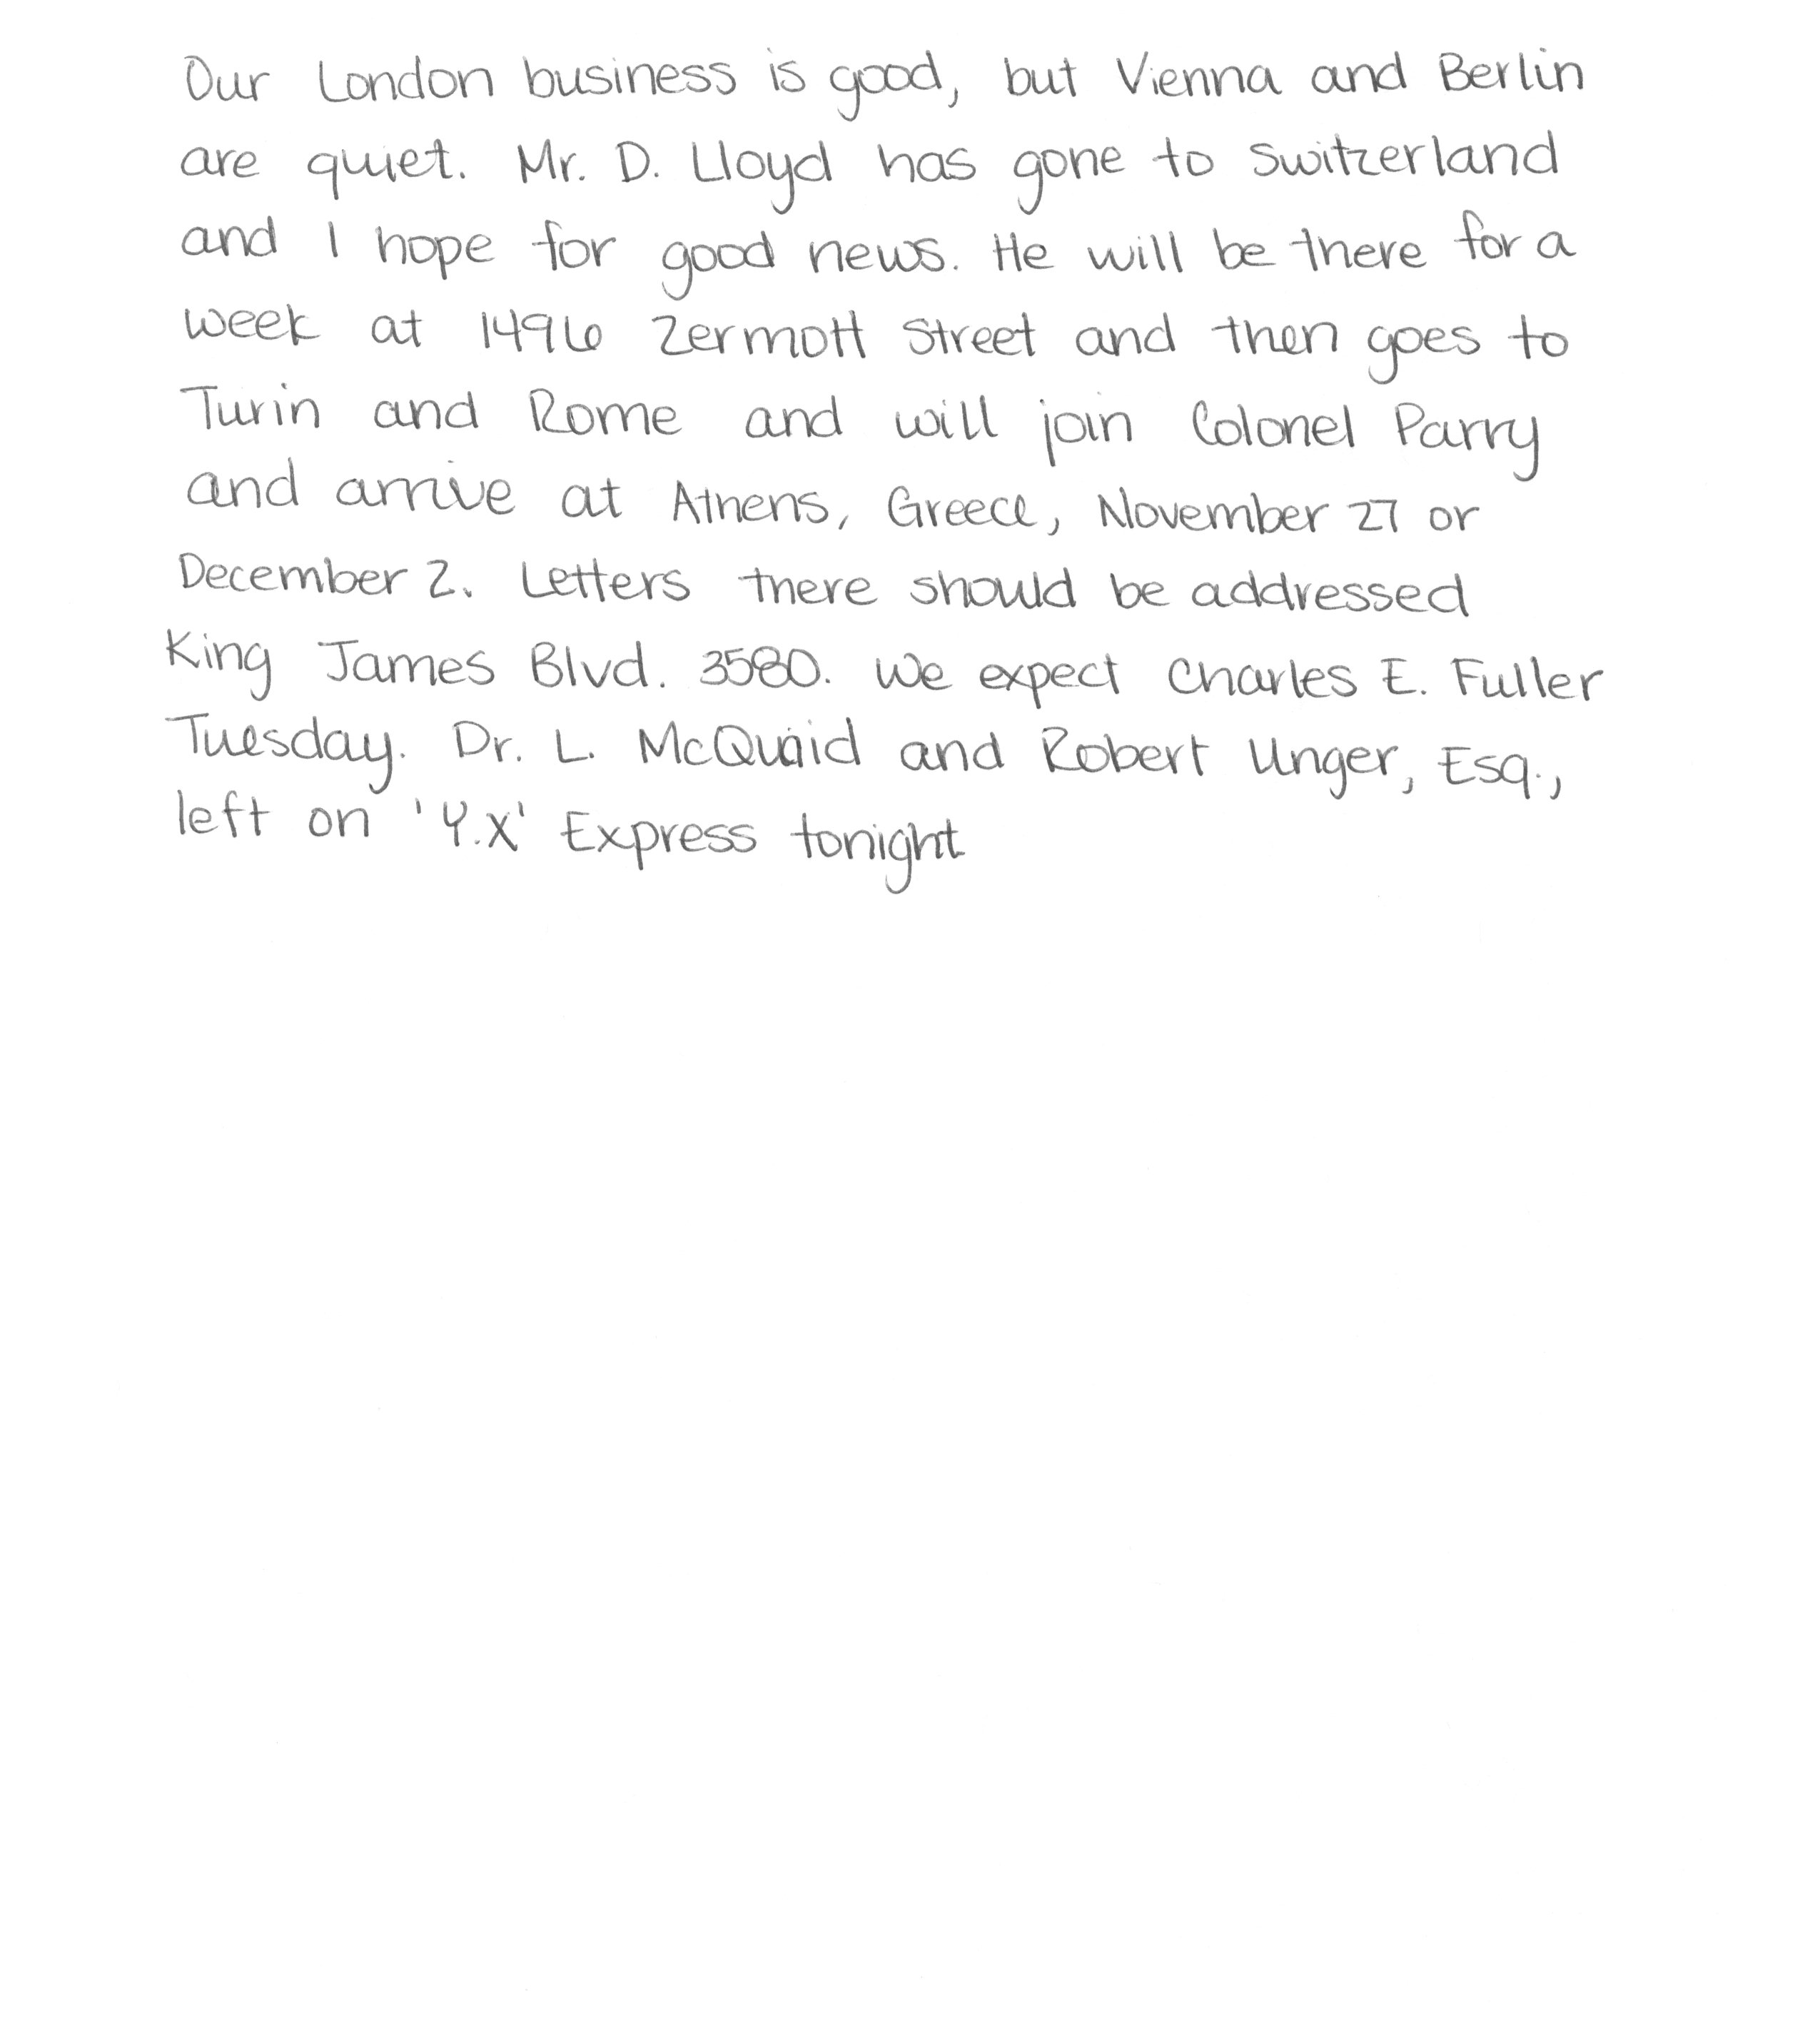 Our London business is good, but Vienna and Berlin
are quiet. Mr. D. Lloyd has gone to Switzerland
and I hope for good news. He will be there for a
week at 1496 Zermott Street and then goes to
Turin and Rome and will join Colonel Parry
and arrive at Athens, Greece, November 27 or
December 2. Letters there should be addressed
King James Blvd. 3580. We expect Charles E. Fuller
Tuesday. Dr. L. McQuaid and Robert Unger, Esq.,
left on 'Y.X' Express tonight